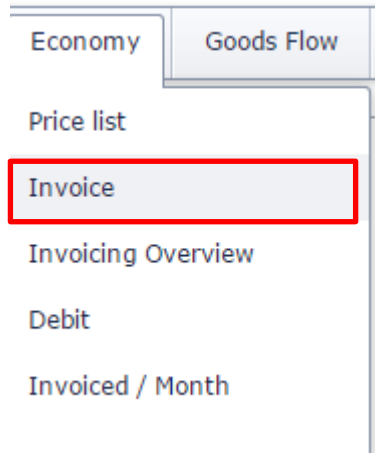 Economy Goods Flow
Price list
Invoice
Invoicing Overview
Debit
Invoiced / Month